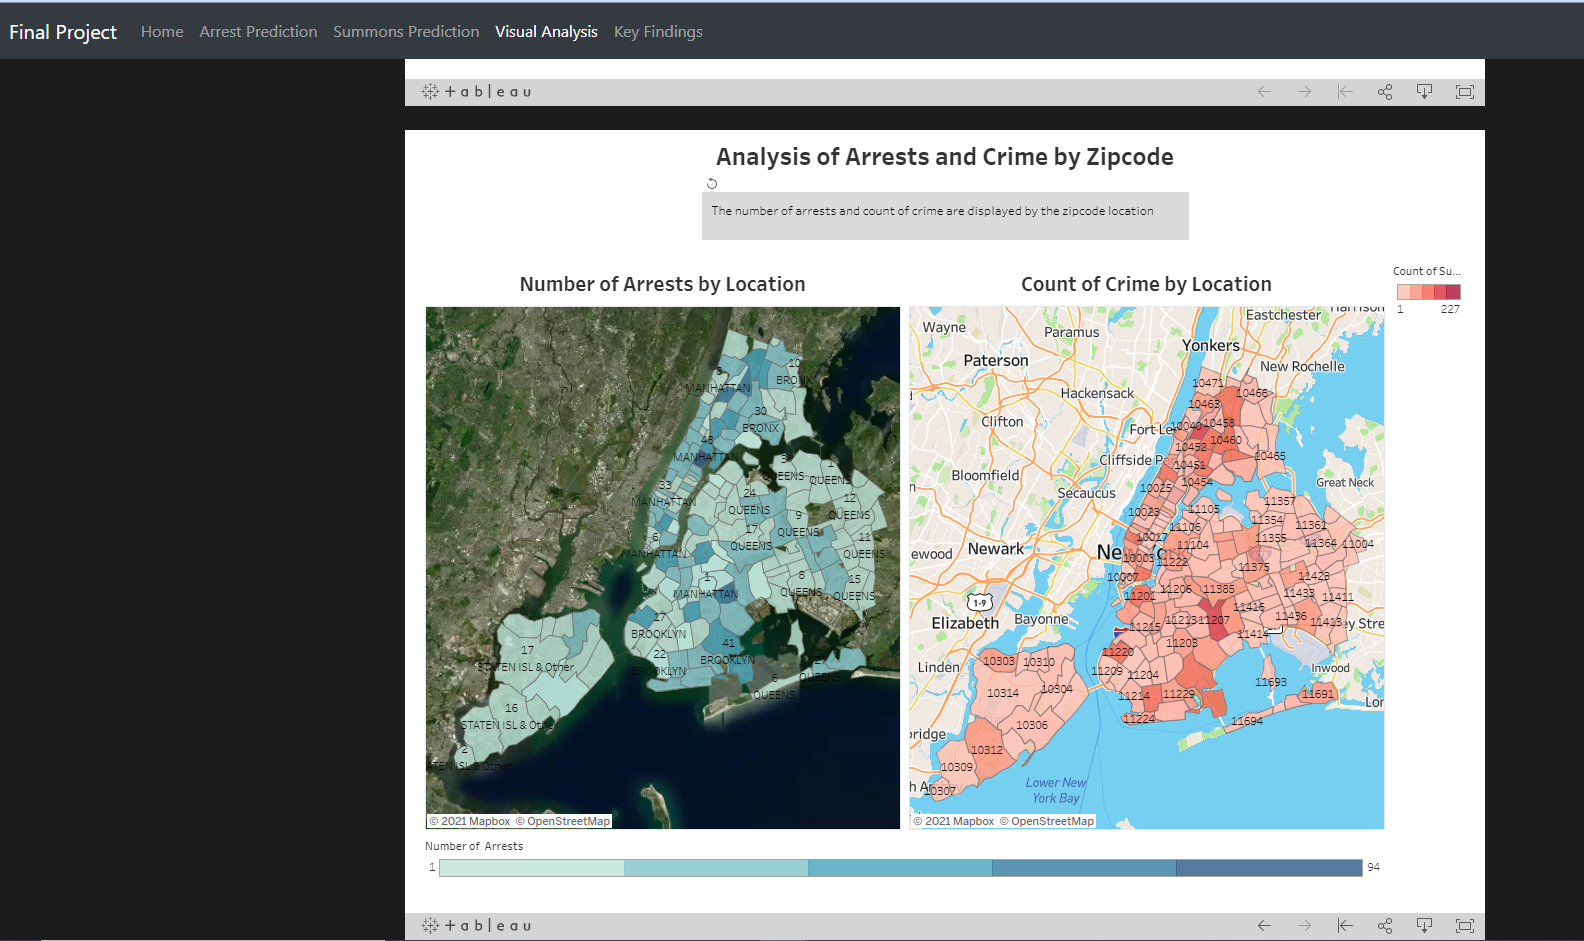 Final Project Home Arrest Prediction Summons Prediction Visual Analysis Key Findings
+ableau
Analysis of Arrests and Crime by Zipcode
The number of arrests and count of crime are displayed by the zipcode location
Number of Arrests by Location
8
MANHATTAN
10
BRONX
30
BRONX
48
MANHATTAN
3
QUEENS
1
QUEENS
33
MANHATTAN
24
QUEENS
12
QUEENS
9
QUEENS
17
QUEENS
6
MANHATTAN
11
QUEENS
1
MANHATTAN
8
QUEENS
15
QUEENS
17
BROOKLYN
41
BROOKLYN
22
BROOKLYN
QUEENS
6
QUEENS
17
STATEN ISL & Other
16
STATEN ISL & Other
2
© 2021 Mapbox © OpenStreetMap
Number of Arrests
1 94
Count of Crime by Location
Count of Su...
1 227
Wayne
Paramus
Eastchester
Yonkers
Paterson
New Rochelle
Hackensack
10471
10466
10463
Clifton
Fort Lee
10040
10458
10460
10452
Cliffside
10451
10465
Bloomfield
10454
Great Neck
Secaucus
10025
11357
10023
11105
11354
11361
11106
10017
11355
11364
11004
ewood
Newark
11104
10003
11222
11375
10007
11423
11206
11385
11433
11411
11201
1-9
11416
Elizabeth
Bayonne
11215
11213
11207
11436
11413
11414
11203
11220
Linden
10303
10310
11209
11204
Inwood
11693
10314
10304
11214
11229
11691
11224
11694
10306
10312
10309
10307
Lower New
York Bay
© 2021 Mapbox © OpenStreetMap
+ableau